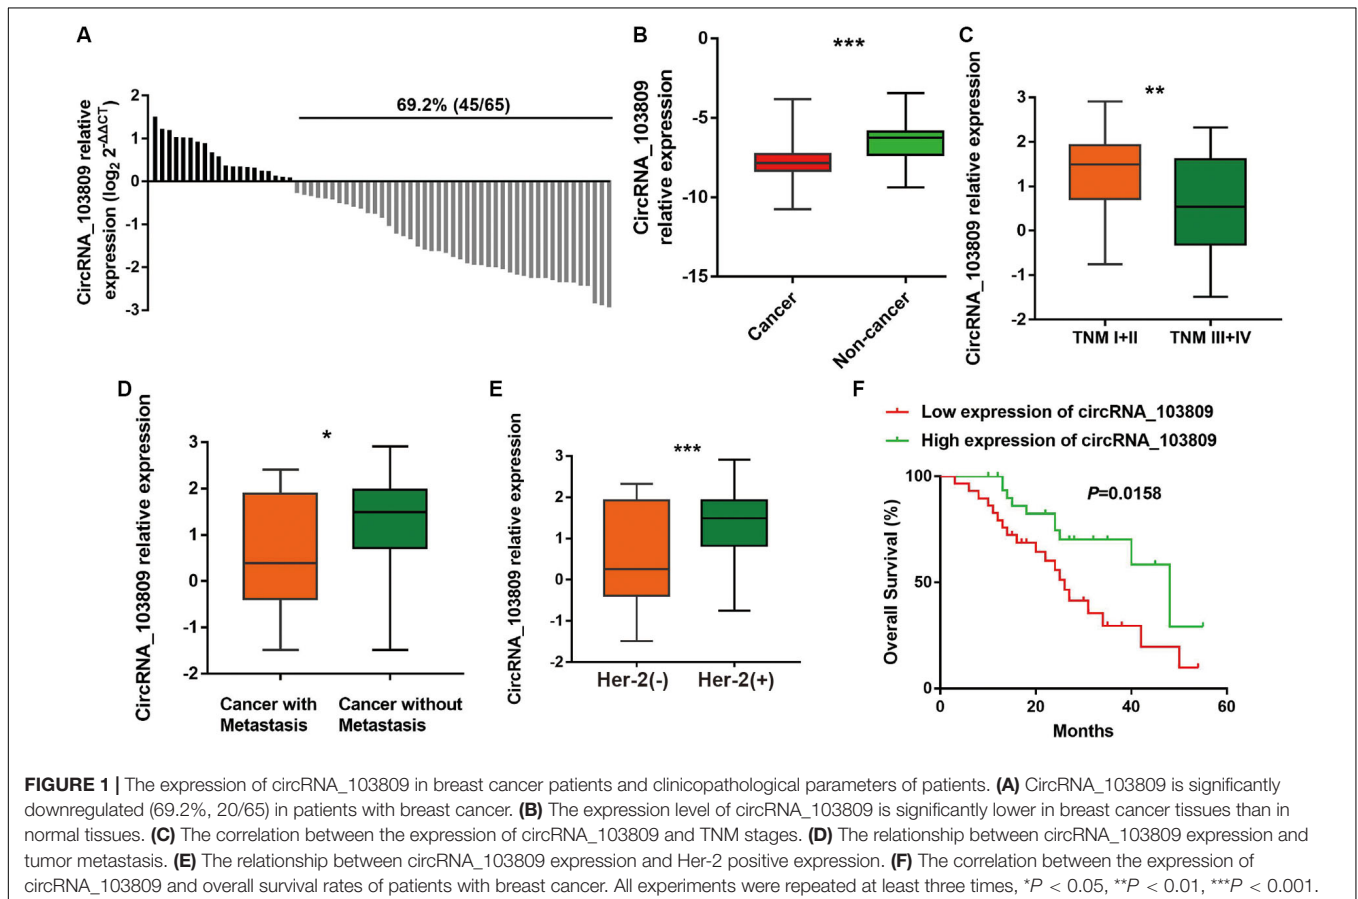 A
CircRNA_103809 relative
expression (log2 2-ΔΔCT)
2
1
0
-1
-2
-3
69.2% (45/65)
B
CircRNA_103809
relative expression
0
-5
-10
-15
***
Cancer
Non-cancer
C
CircRNA_103809 relative expression
3
2
1
0
-1
-2
**
TNM I+II
TNM III+IV
D
CircRNA_103809 relative expression
3
2
1
0
-1
-2
*
Cancer with
Metastasis
Cancer without
Metastasis
E
CircRNA_103809 relative expression
3
2
1
0
-1
-2
***
Her-2(-)
Her-2(+)
F
Low expression of circRNA_103809
High expression of circRNA_103809
Overall Survival (%)
100
50
0
P=0.0158
0
20
40
60
Months
FIGURE 1 | The expression of circRNA_103809 in breast cancer patients and clinicopathological parameters of patients. (A) CircRNA_103809 is significantly
downregulated (69.2%, 20/65) in patients with breast cancer. (B) The expression level of circRNA_103809 is significantly lower in breast cancer tissues than in
normal tissues. (C) The correlation between the expression of circRNA_103809 and TNM stages. (D) The relationship between circRNA_103809 expression and
tumor metastasis. (E) The relationship between circRNA_103809 expression and Her-2 positive expression. (F) The correlation between the expression of
circRNA_103809 and overall survival rates of patients with breast cancer. All experiments were repeated at least three times, *P < 0.05, **P < 0.01, ***P < 0.001.